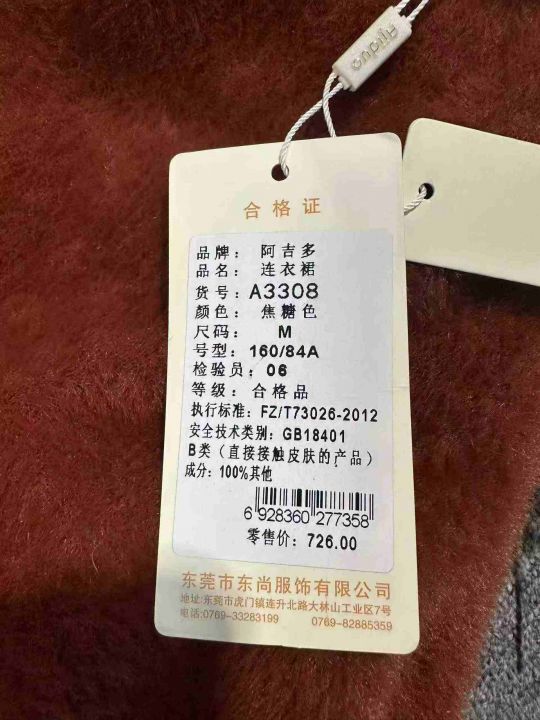 Ajiduo
合格证
品牌： 阿吉多
品名： 连衣裙
货号：A3308
颜色： 焦糖色
尺码： M
号型：160/84A
检验员：06
等级：合格品
执行标准：FZ/T73026-2012
安全技术类别：GB18401
B类（直接接触皮肤的产品）
成分：100%其他
6 928360 277358
零售价：726.00
东莞市东尚服饰有限公司
地址:东莞市虎门镇连升北路大林山工业区7号
电话:0769-33283199 0769-82885359